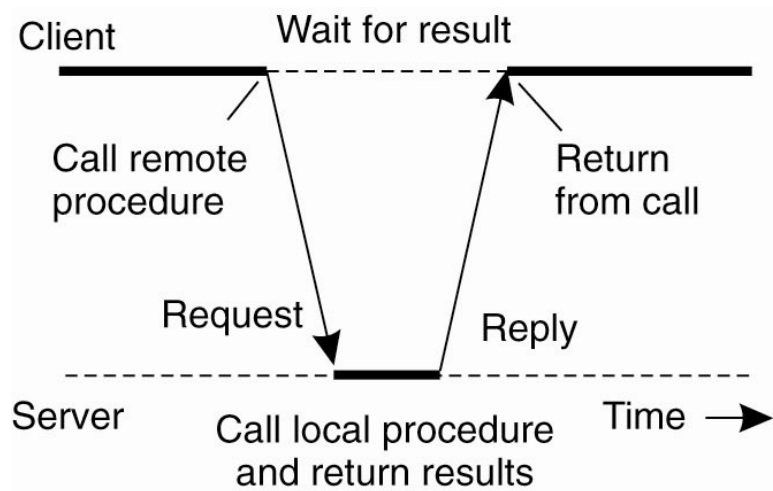 Client
Wait for result
Call remote
procedure
Return
from call
Request
Reply
Server
Time
Call local procedure
and return results